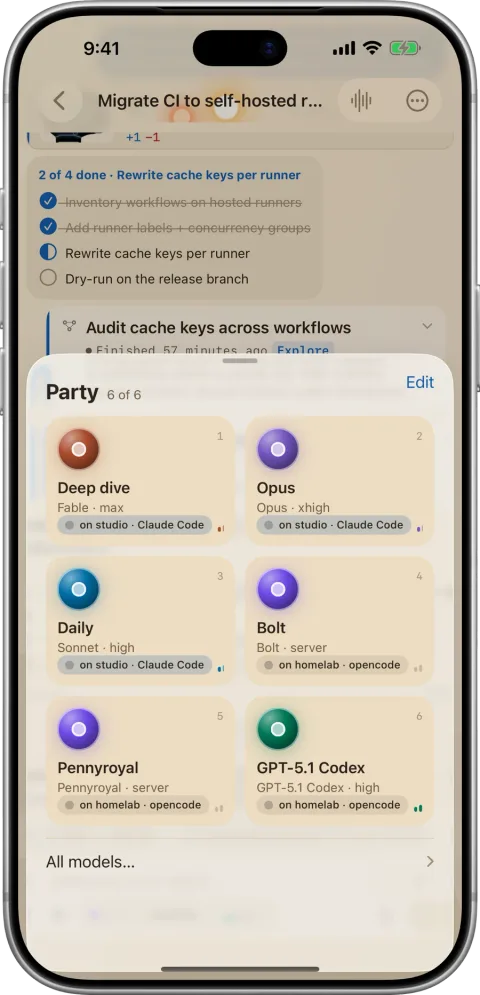 9:41
Migrate CI to self-hosted r...
+1 −1
2 of 4 done · Rewrite cache keys per runner
Inventory workflows on hosted runners
Add runner labels + concurrency groups
Rewrite cache keys per runner
Dry-run on the release branch
Audit cache keys across workflows
Finished 57 minutes ago Explore
Party 6 of 6
Edit
1
Deep dive
Fable · max
on studio · Claude Code
2
Opus
Opus · xhigh
on studio · Claude Code
3
Daily
Sonnet · high
on studio · Claude Code
4
Bolt
Bolt · server
on homelab · opencode
5
Pennyroyal
Pennyroyal · server
on homelab · opencode
6
GPT-5.1 Codex
GPT-5.1 Codex · high
on homelab · opencode
All models...